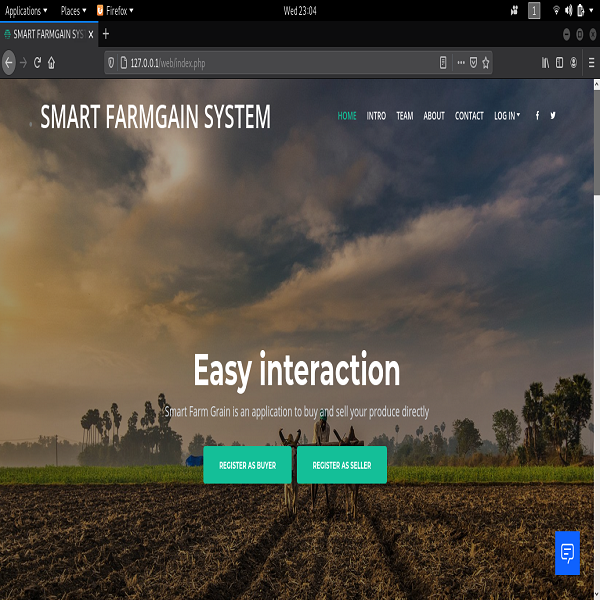 Applications Places Firefox Wed 23:04 1
SMART FARMGAIN SYS
127.0.0.1/web/index.php
SMART FARMGAIN SYSTEM
HOME INTRO TEAM ABOUT CONTACT LOG IN
Easy interaction
Smart Farm Grain is an application to buy and sell your produce directly
REGISTER AS BUYER REGISTER AS SELLER